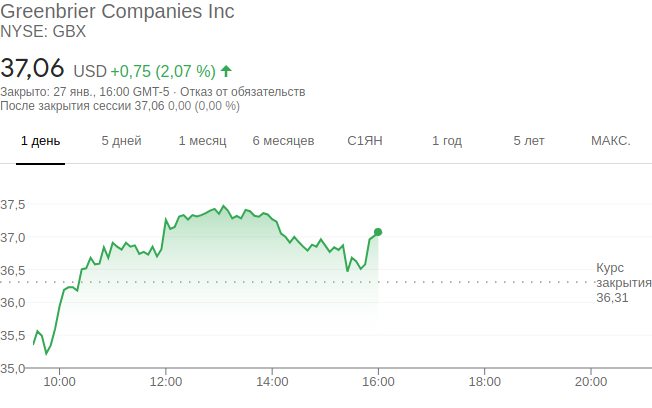 Greenbrier Companies Inc
NYSE: GBX
37,06 USD +0,75 (2,07 %)
Закрыто: 27 янв., 16:00 GMT-5 · Отказ от обязательств
После закрытия сессии 37,06 0,00 (0,00 %)
1 день 5 дней 1 месяц 6 месяцев С1ЯН 1 год 5 лет МАКС.
37,5
37,0
36,5
36,0
35,5
35,0
Курс
закрытия
36,31
10:00 12:00 14:00 16:00 18:00 20:00